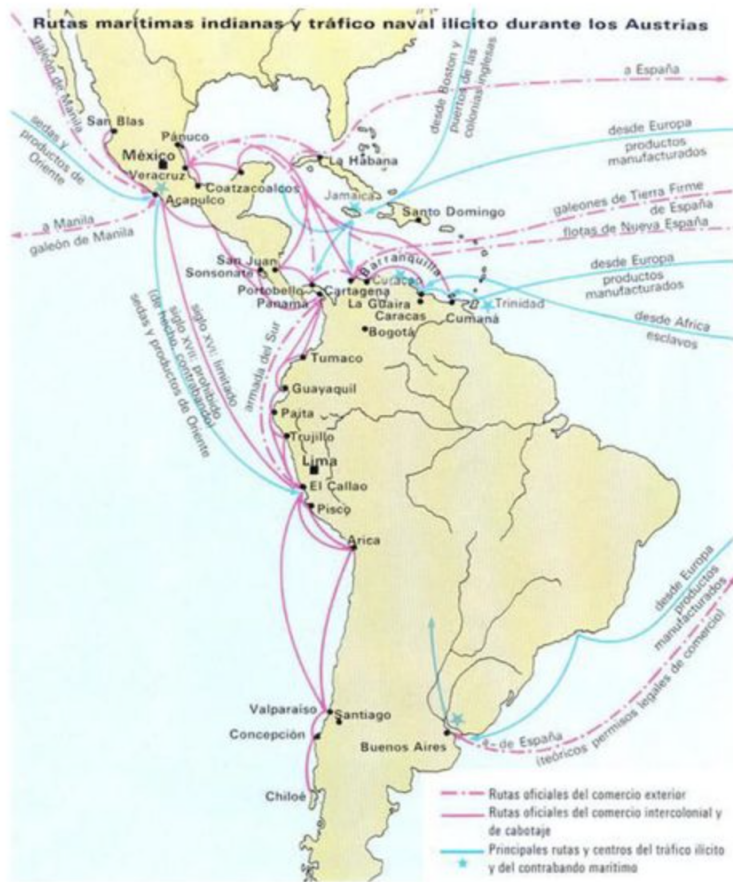 Rutas marítimas indianas y tráfico naval ilícito durante los Austrias
galeón de Manila
sedas y
productos de
Oriente
a Manila
galeón de Manila
San Blas
México
Pánuco
Veracruz
Coatzacoalcos
Acapulco
desde Boston y
puertos de las
colonias inglesas
a España
La Habana
Jamaica
Santo Domingo
desde Europa
productos
manufacturados
galeones de Tierra Firme
de España
flotas de Nueva España
San Juan
Sonsonate
Portobello
Panamá
Cartagena
Barranquilla
Curaçao
La Guaira
Caracas
Cumaná
Trinidad
desde Europa
productos
manufacturados
desde Africa
esclavos
Bogotá
siglo XVI: limitado
siglo XVII: prohibido
(de hecho, contrabando)
sedas y productos de Oriente
armada del Sur
Tumaco
Guayaquil
Paita
Trujillo
Lima
El Callao
Pisco
Arica
Valparaíso
Santiago
Concepción
Chiloé
Buenos Aires
desde Europa
productos
manufacturados
a- de España
(teóricos permisos legales de comercio)
Rutas oficiales del comercio exterior
Rutas oficiales del comercio intercolonial y
de cabotaje
Principales rutas y centros del tráfico ilícito
y del contrabando marítimo